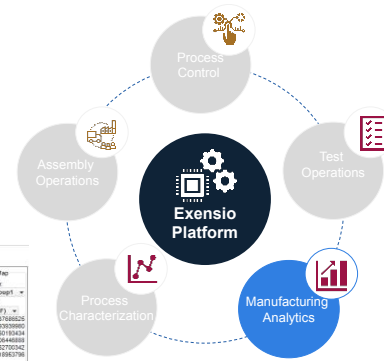 Process
Control
Assembly
Operations
Test
Operations
Exensio
Platform
Process
Characterization
Manufacturing
Analytics